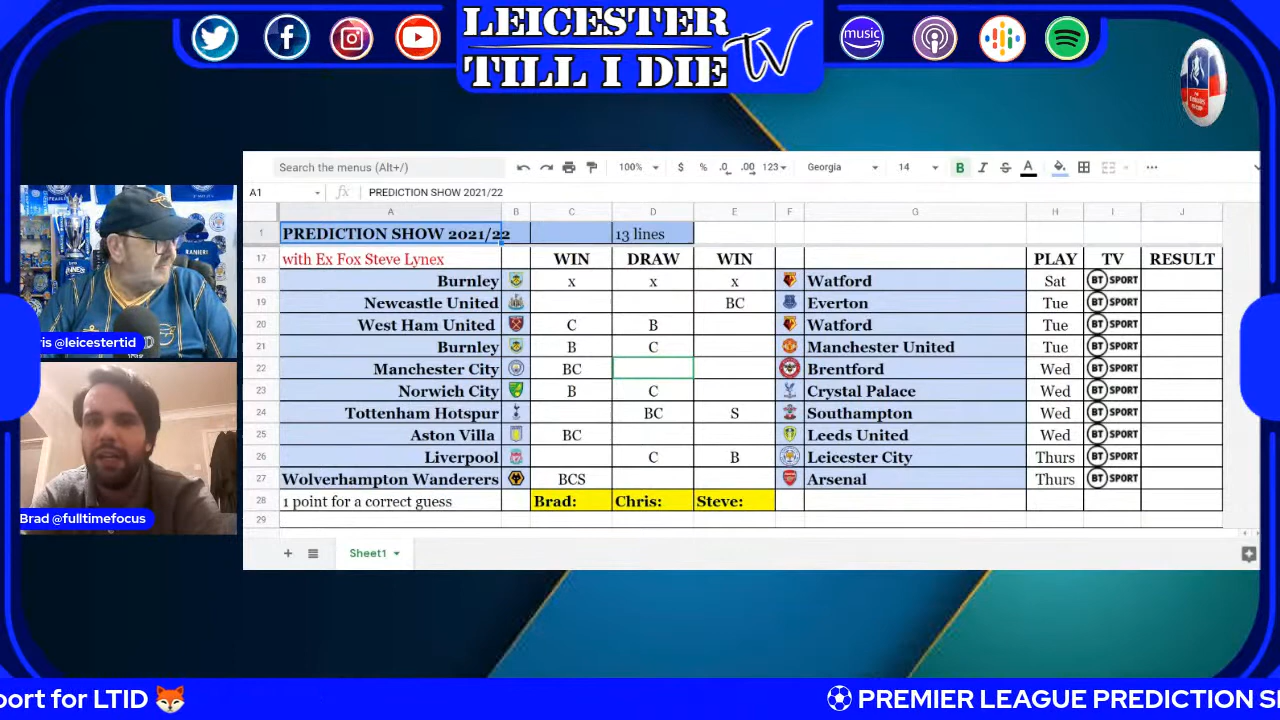 LEICESTER
TILL I DIE TV
music
Search the menus (Alt+/)
100% $ % .0 .00 123 Georgia 14 B I S A
A1 fx PREDICTION SHOW 2021/22
A B C D E F G H I J
1 PREDICTION SHOW 2021/22 13 lines
17 with Ex Fox Steve Lynex WIN DRAW WIN PLAY TV RESULT
18 Burnley x x x Watford Sat BT SPORT
19 Newcastle United BC Everton Tue BT SPORT
20 West Ham United C B Watford Tue BT SPORT
21 Burnley B C Manchester United Tue BT SPORT
22 Manchester City BC Brentford Wed BT SPORT
23 Norwich City B C Crystal Palace Wed BT SPORT
24 Tottenham Hotspur BC S Southampton Wed BT SPORT
25 Aston Villa BC Leeds United Wed BT SPORT
26 Liverpool C B Leicester City Thurs BT SPORT
27 Wolverhampton Wanderers BCS Arsenal Thurs BT SPORT
28 1 point for a correct guess Brad: Chris: Steve:
29
Sheet1
RANIERI
ris @leicestertid
Brad @fulltimefocus
port for LTID 🦊 ⚽ PREMIER LEAGUE PREDICTION S